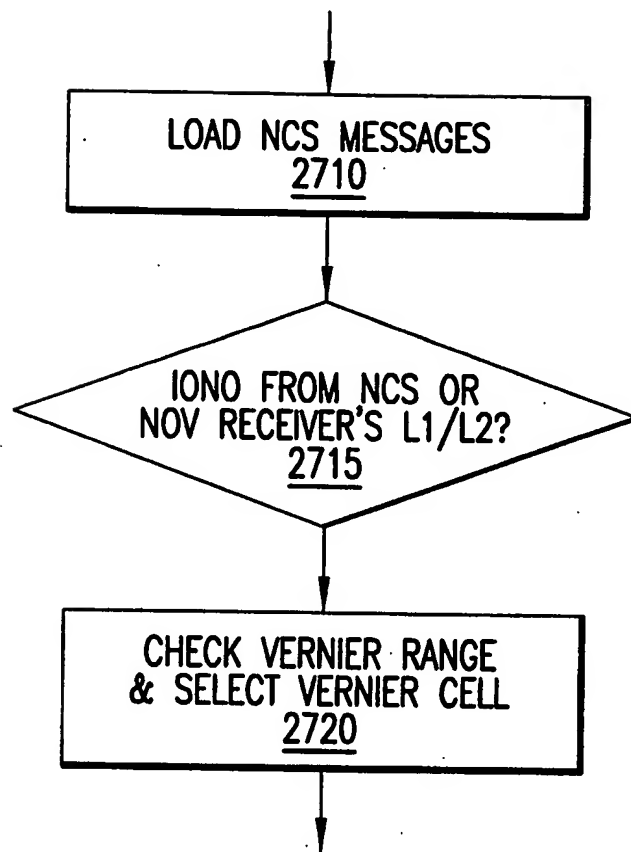 LOAD NCS MESSAGES
2710
IONO FROM NCS OR
NOV RECEIVER'S L1/L2?
2715
CHECK VERNIER RANGE
& SELECT VERNIER CELL
2720